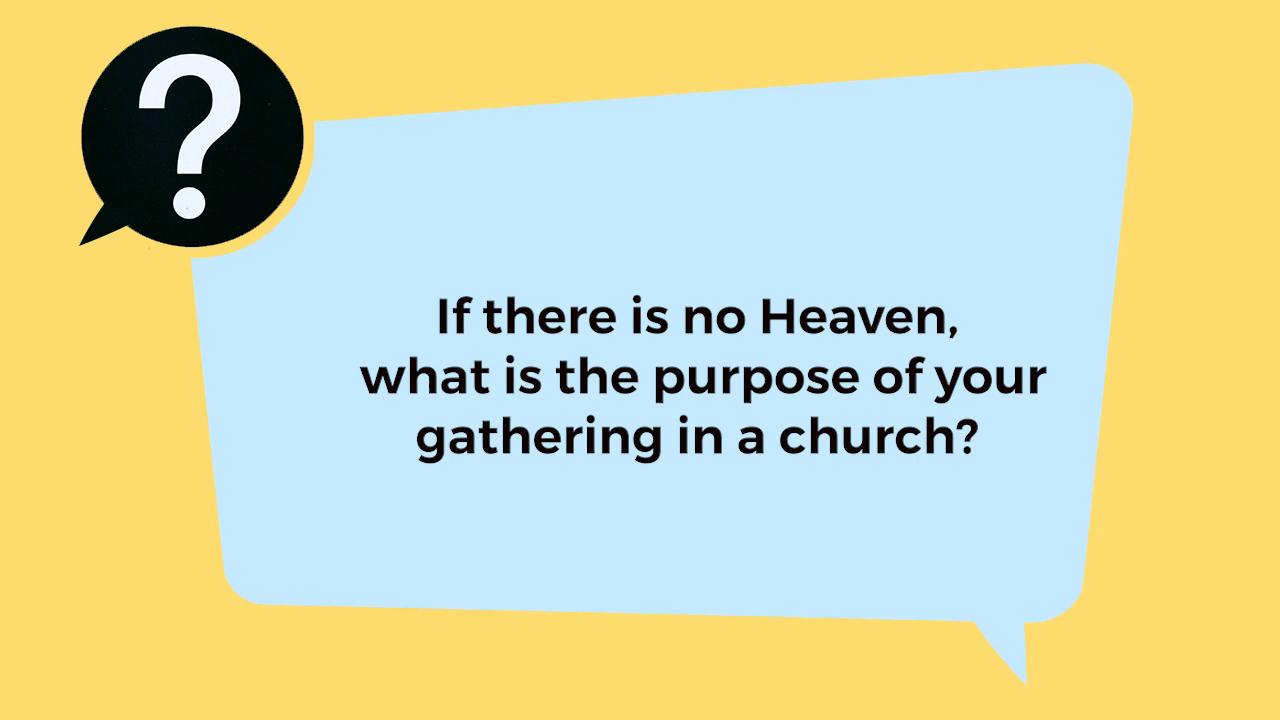 ?
If there is no Heaven,
what is the purpose of your
gathering in a church?